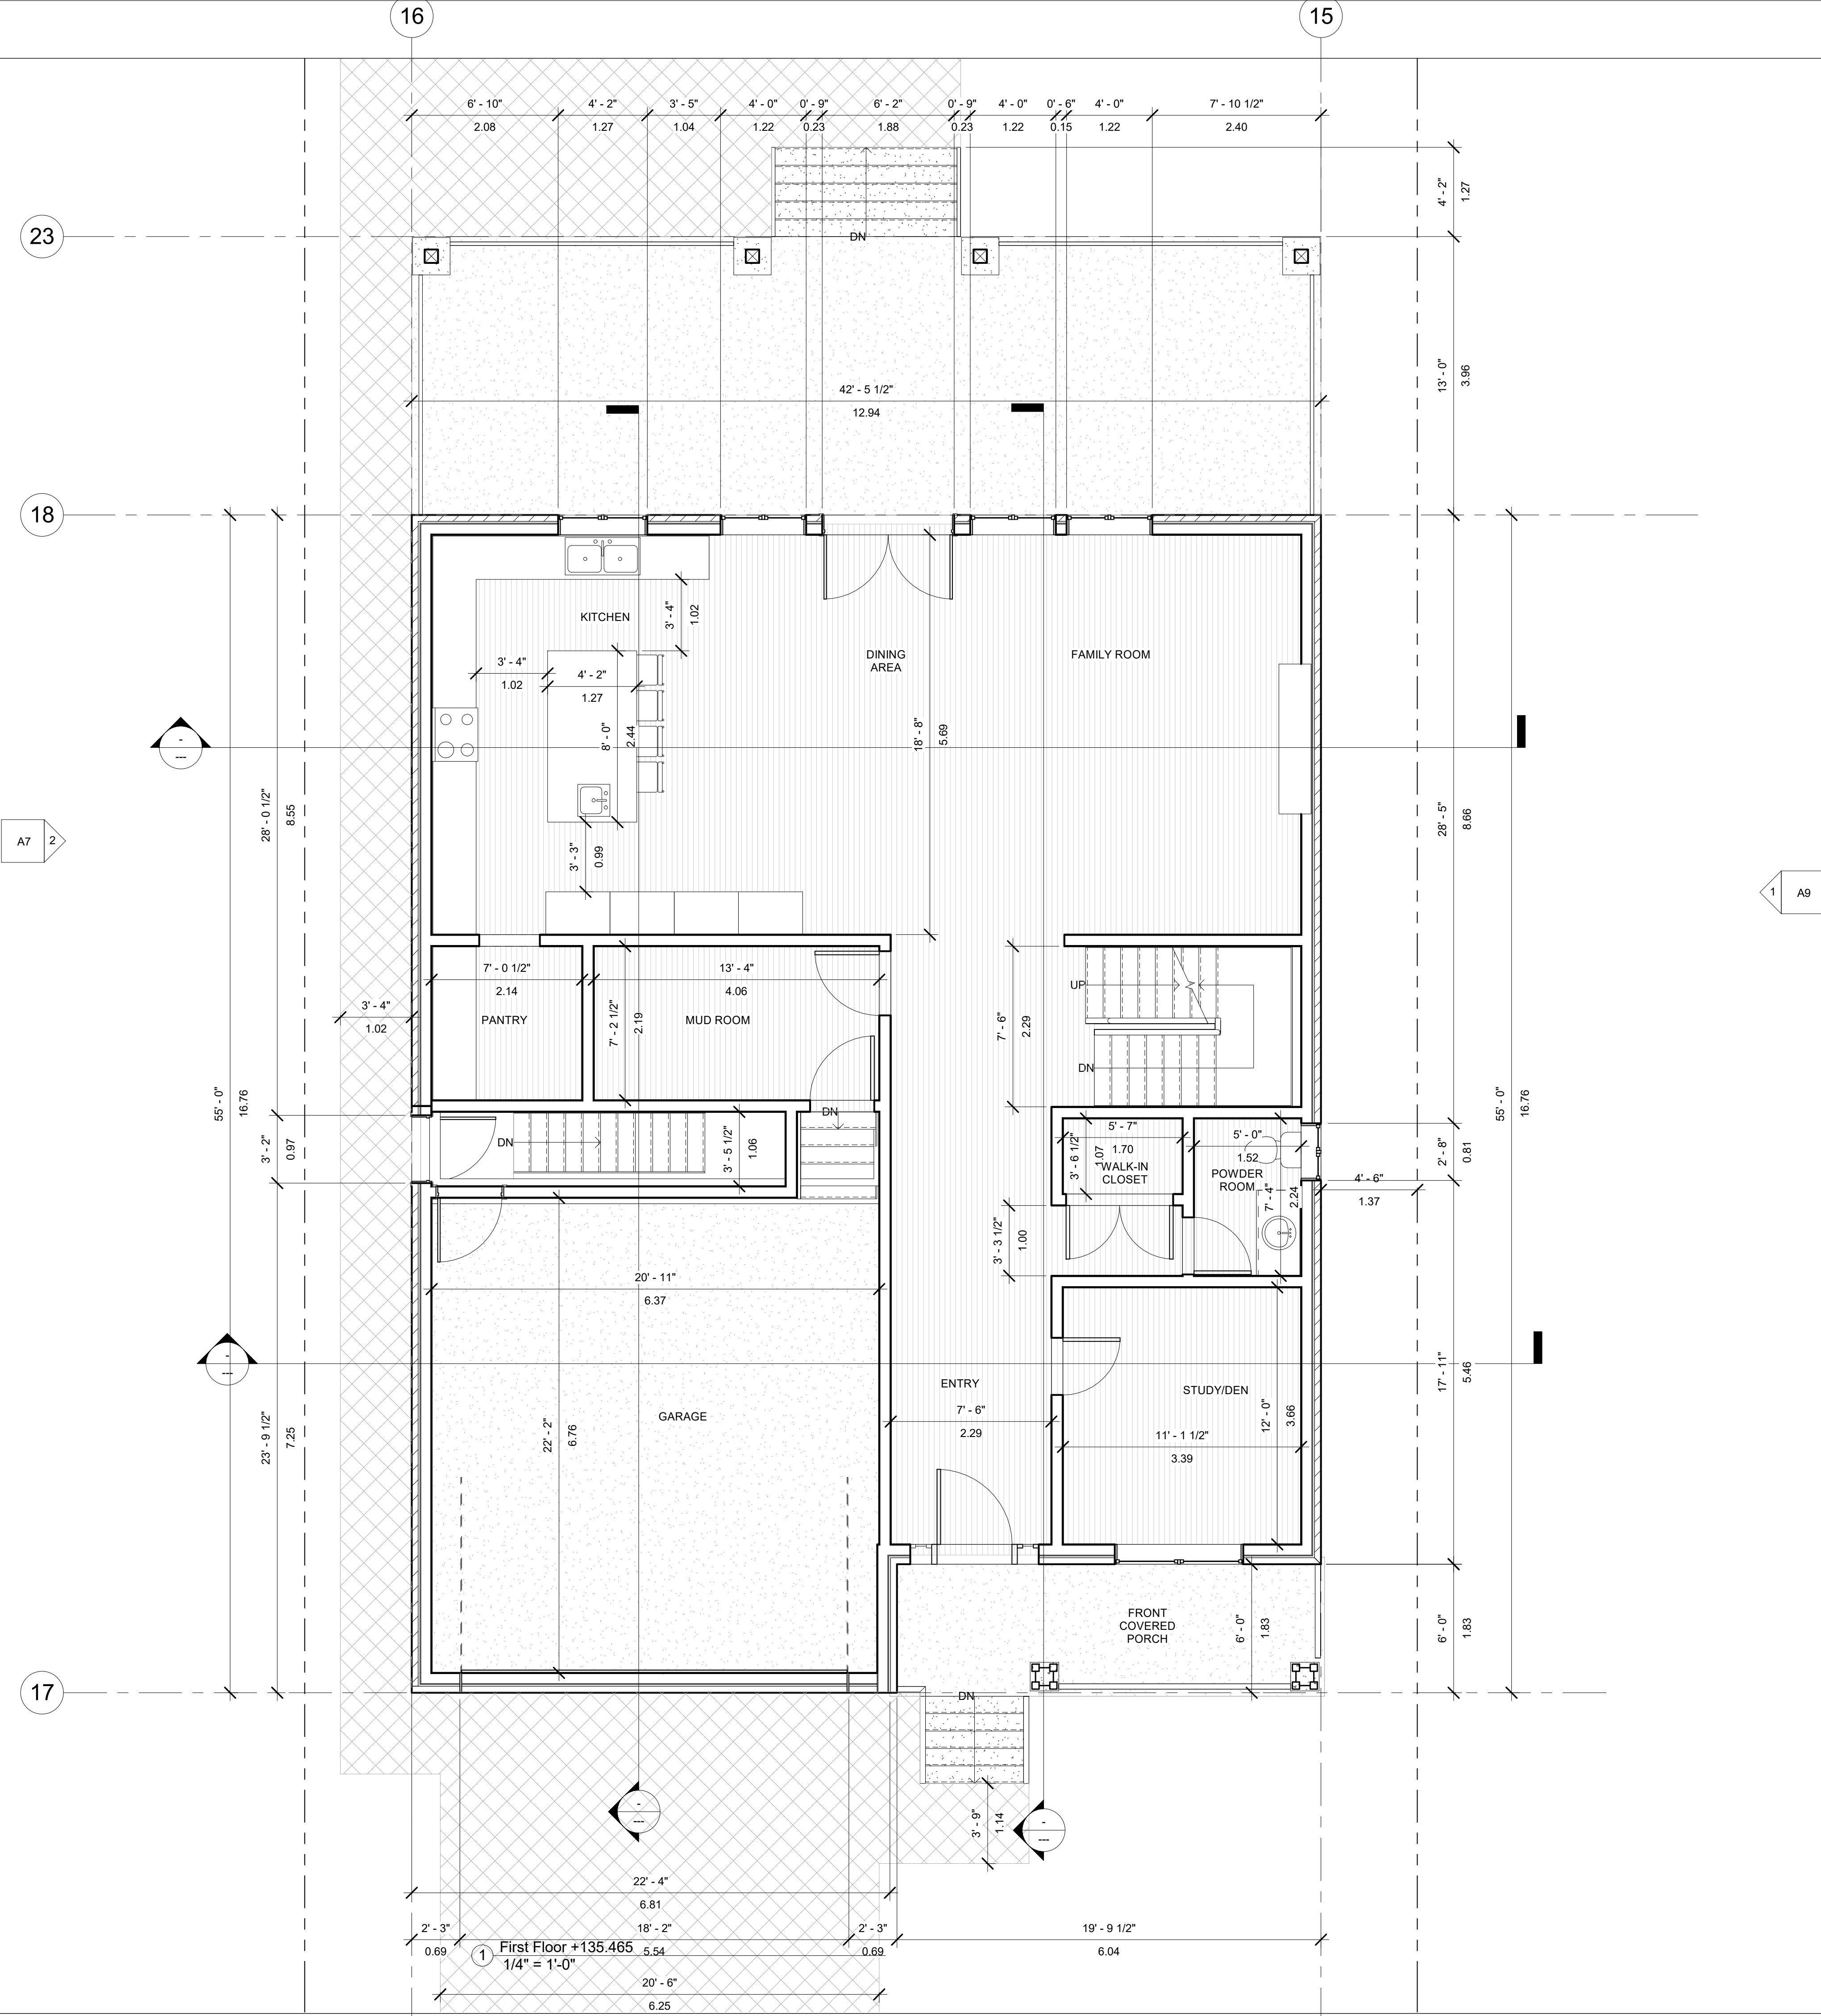 16
15
6' - 10"
4' - 2"
3' - 5"
4' - 0"
0' - 9"
6' - 2"
0' - 9"
4' - 0"
0' - 6"
4' - 0"
7' - 10 1/2"
2.08
1.27
1.04
1.22
0.23
1.88
0.23
1.22
0.15
1.22
2.40
4' - 2"
1.27
23
DN
13' - 0"
3.96
42' - 5 1/2"
12.94
18
KITCHEN
3' - 4"
1.02
DINING
AREA
FAMILY ROOM
3' - 4"
1.02
4' - 2"
1.27
8' - 0"
2.44
18' - 8"
5.69
-
---
28' - 0 1/2"
8.55
28' - 5"
8.66
A7
2
1
A9
3' - 3"
0.99
7' - 0 1/2"
2.14
13' - 4"
4.06
UP
3' - 4"
1.02
PANTRY
7' - 2 1/2"
2.19
MUD ROOM
7' - 6"
2.29
DN
55' - 0"
16.76
55' - 0"
16.76
DN
DN
3' - 2"
0.97
3' - 5 1/2"
1.06
5' - 7"
1.70
3' - 6 1/2"
1.07
WALK-IN
CLOSET
5' - 0"
1.52
POWDER
ROOM
7' - 4"
2.24
2' - 8"
0.81
4' - 6"
1.37
3' - 3 1/2"
1.00
20' - 11"
6.37
-
---
ENTRY
STUDY/DEN
17' - 11"
5.46
GARAGE
7' - 6"
2.29
12' - 0"
3.66
22' - 2"
6.76
11' - 1 1/2"
3.39
23' - 9 1/2"
7.25
FRONT
COVERED
PORCH
6' - 0"
1.83
6' - 0"
1.83
17
DN
-
---
3' - 9"
1.14
-
---
22' - 4"
6.81
2' - 3"
18' - 2"
2' - 3"
19' - 9 1/2"
0.69
5.54
0.69
6.04
1
First Floor +135.465
1/4" = 1'-0"
20' - 6"
6.25